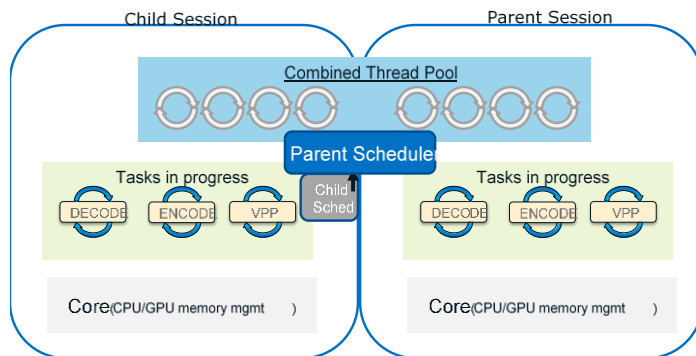 Child Session
Parent Session
Combined Thread Pool
Parent Scheduler
Child
Sched
Tasks in progress
DECODE
ENCODE
VPP
Tasks in progress
DECODE
ENCODE
VPP
Core(CPU/GPU memory mgmt )
Core(CPU/GPU memory mgmt )